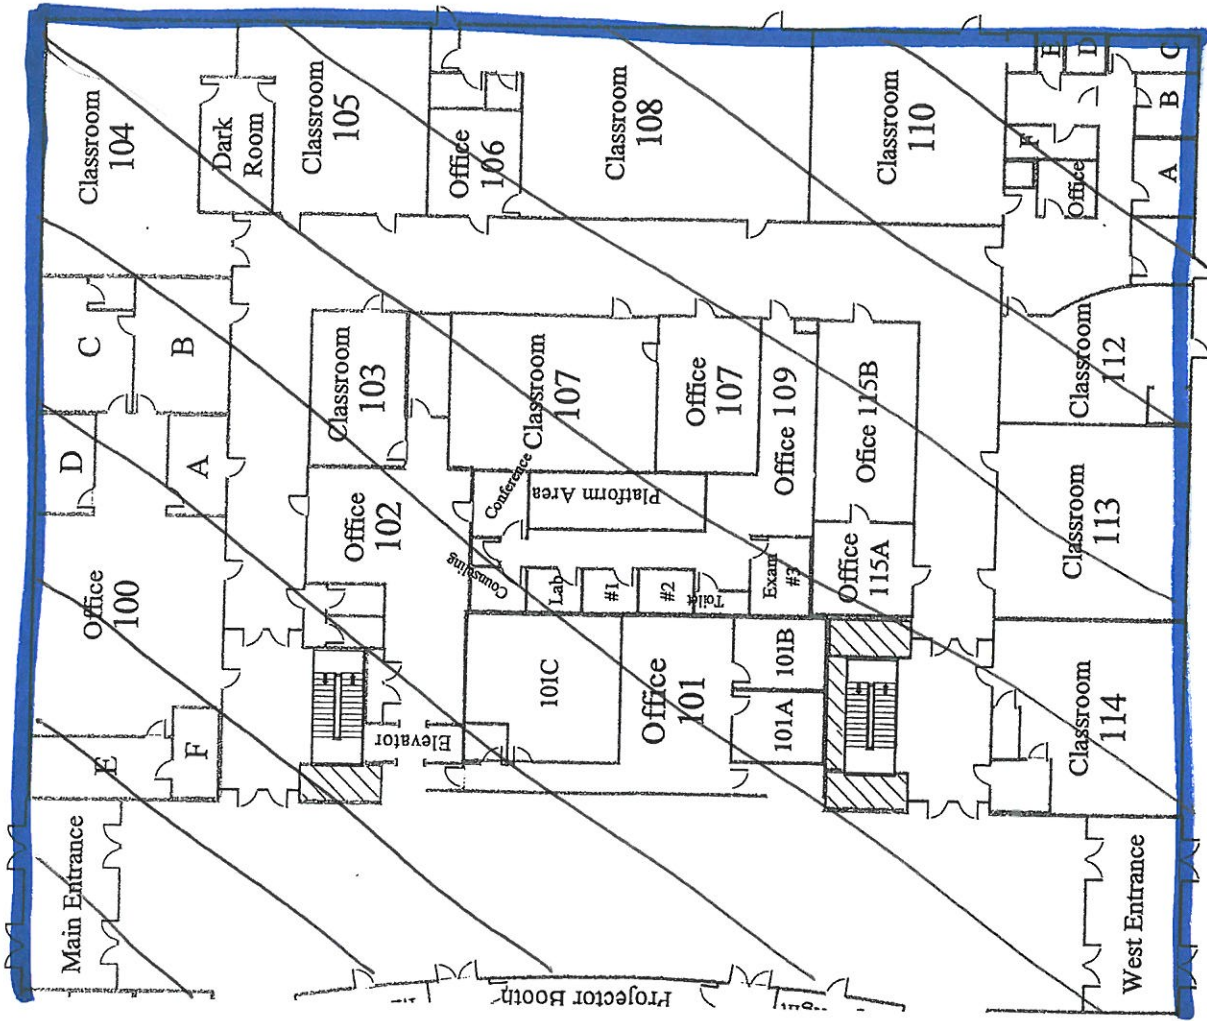 Classroom
104
Dark
Room
Classroom
105
Office
106
Classroom
108
Classroom
110
E
D
C
B
A
F
Office
C
B
D
A
Office
100
E
F
Main Entrance
Classroom
103
Office
102
Classroom
107
Office
107
Office 109
Office 115B
Office
115A
Conference
Platform Area
Counseling
Lab
#1
#2
Toilet
Exam
#3
101C
Office
101
101B
101A
Elevator
Classroom
112
Classroom
113
Classroom
114
West Entrance
Projector Booth